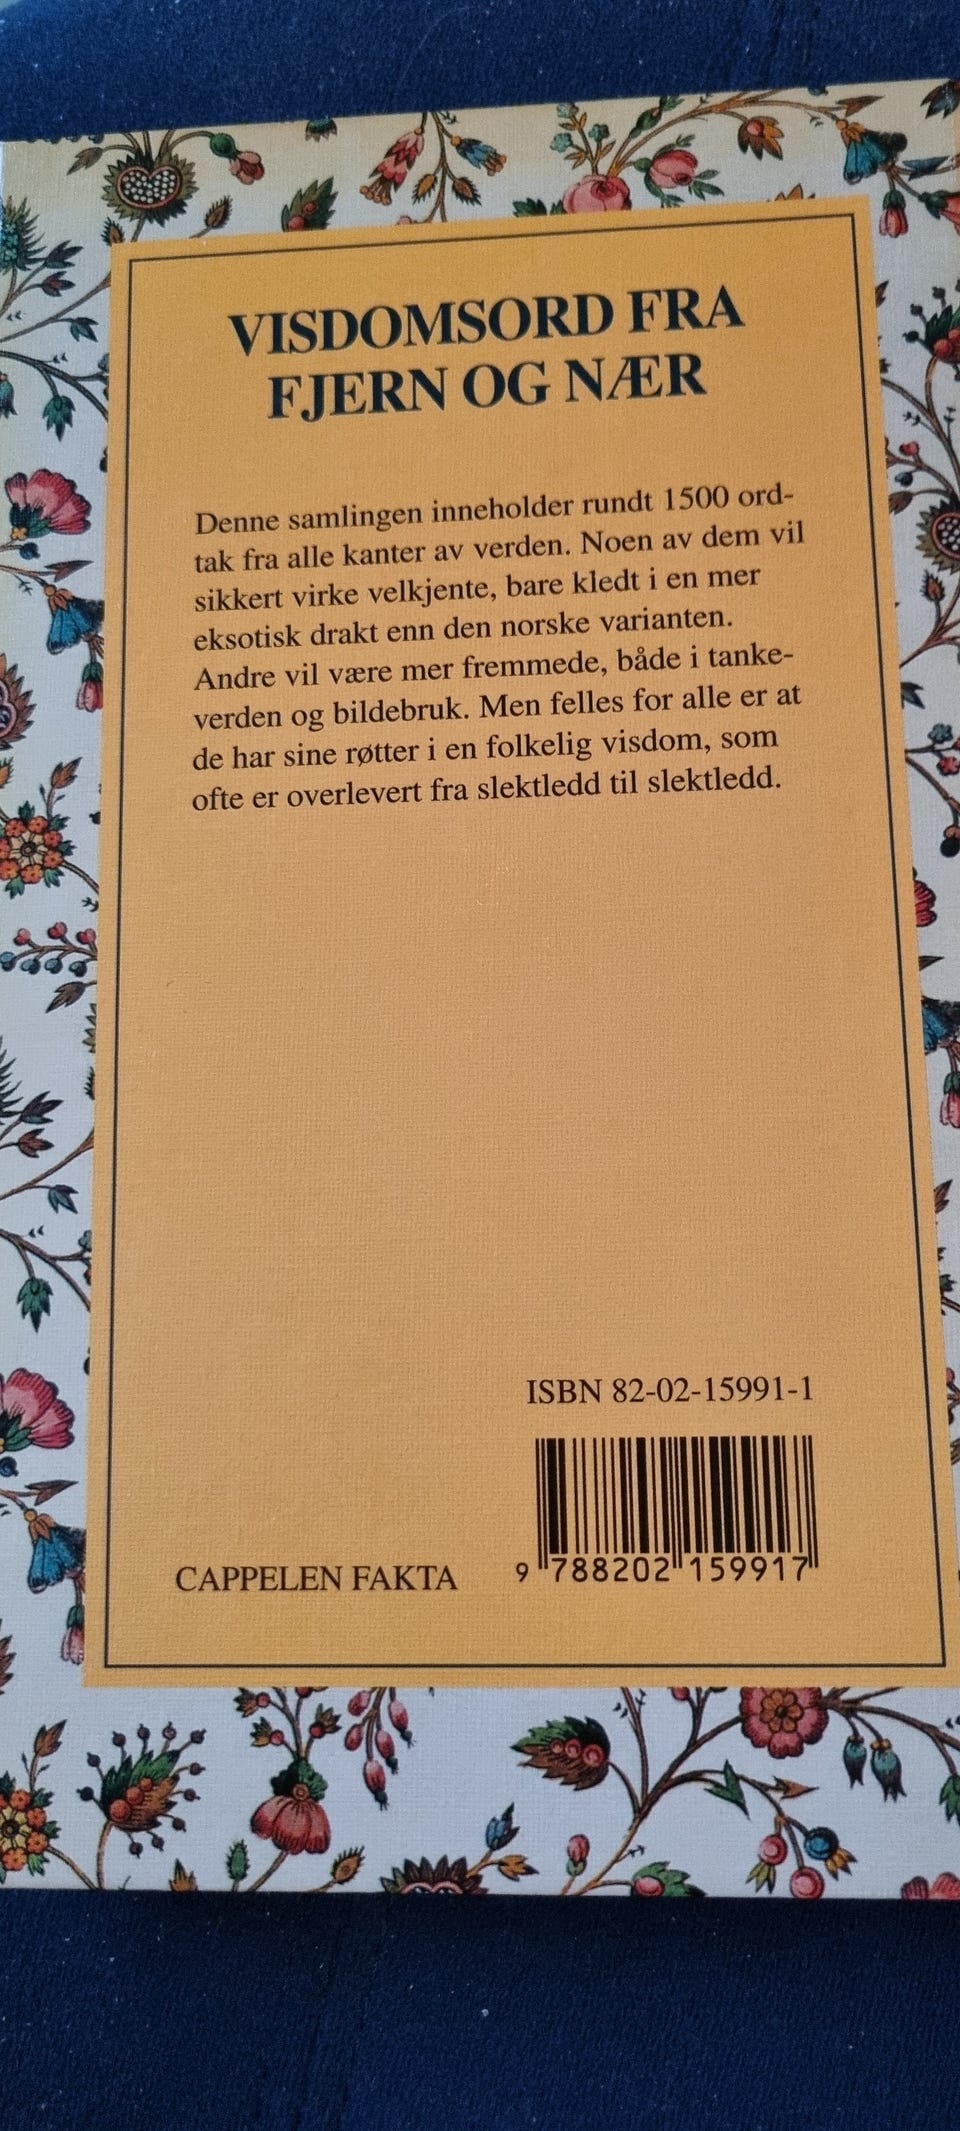 VISDOMSORD FRA
FJERN OG NÆR
Denne samlingen inneholder rundt 1500 ord-
tak fra alle kanter av verden. Noen av dem vil
sikkert virke velkjente, bare kledt i en mer
eksotisk drakt enn den norske varianten.
Andre vil være mer fremmede, både i tanke-
verden og bildebruk. Men felles for alle er at
de har sine røtter i en folkelig visdom, som
ofte er overlevert fra slektledd til slektledd.
ISBN 82-02-15991-1
CAPPELEN FAKTA
9 788202 159917